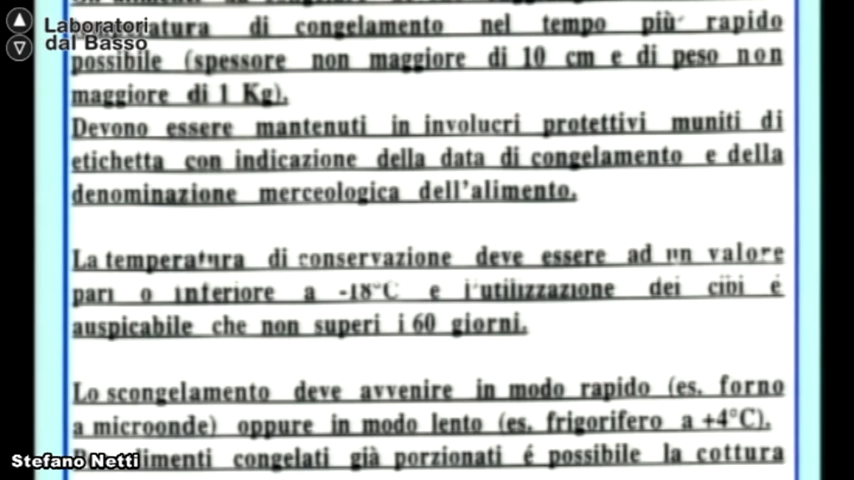 Laboratori
dal Basso
di congelamento nel tempo più rapido
possibile (spessore non maggiore di 10 cm e di peso non
maggiore di 1 Kg).
Devono essere mantenuti in involucri protettivi muniti di
etichetta con indicazione della data di congelamento e della
denominazione merceologica dell'alimento.
La temperatura di conservazione deve essere ad un valore
pari o inferiore a -18°C e l'utilizzazione dei cibi é
auspicabile che non superi i 60 giorni.
Lo scongelamento deve avvenire in modo rapido (es. forno
a microonde) oppure in modo lento (es. frigorifero a +4°C).
alimenti congelati già porzionati é possibile la cottura
Stefano Netti